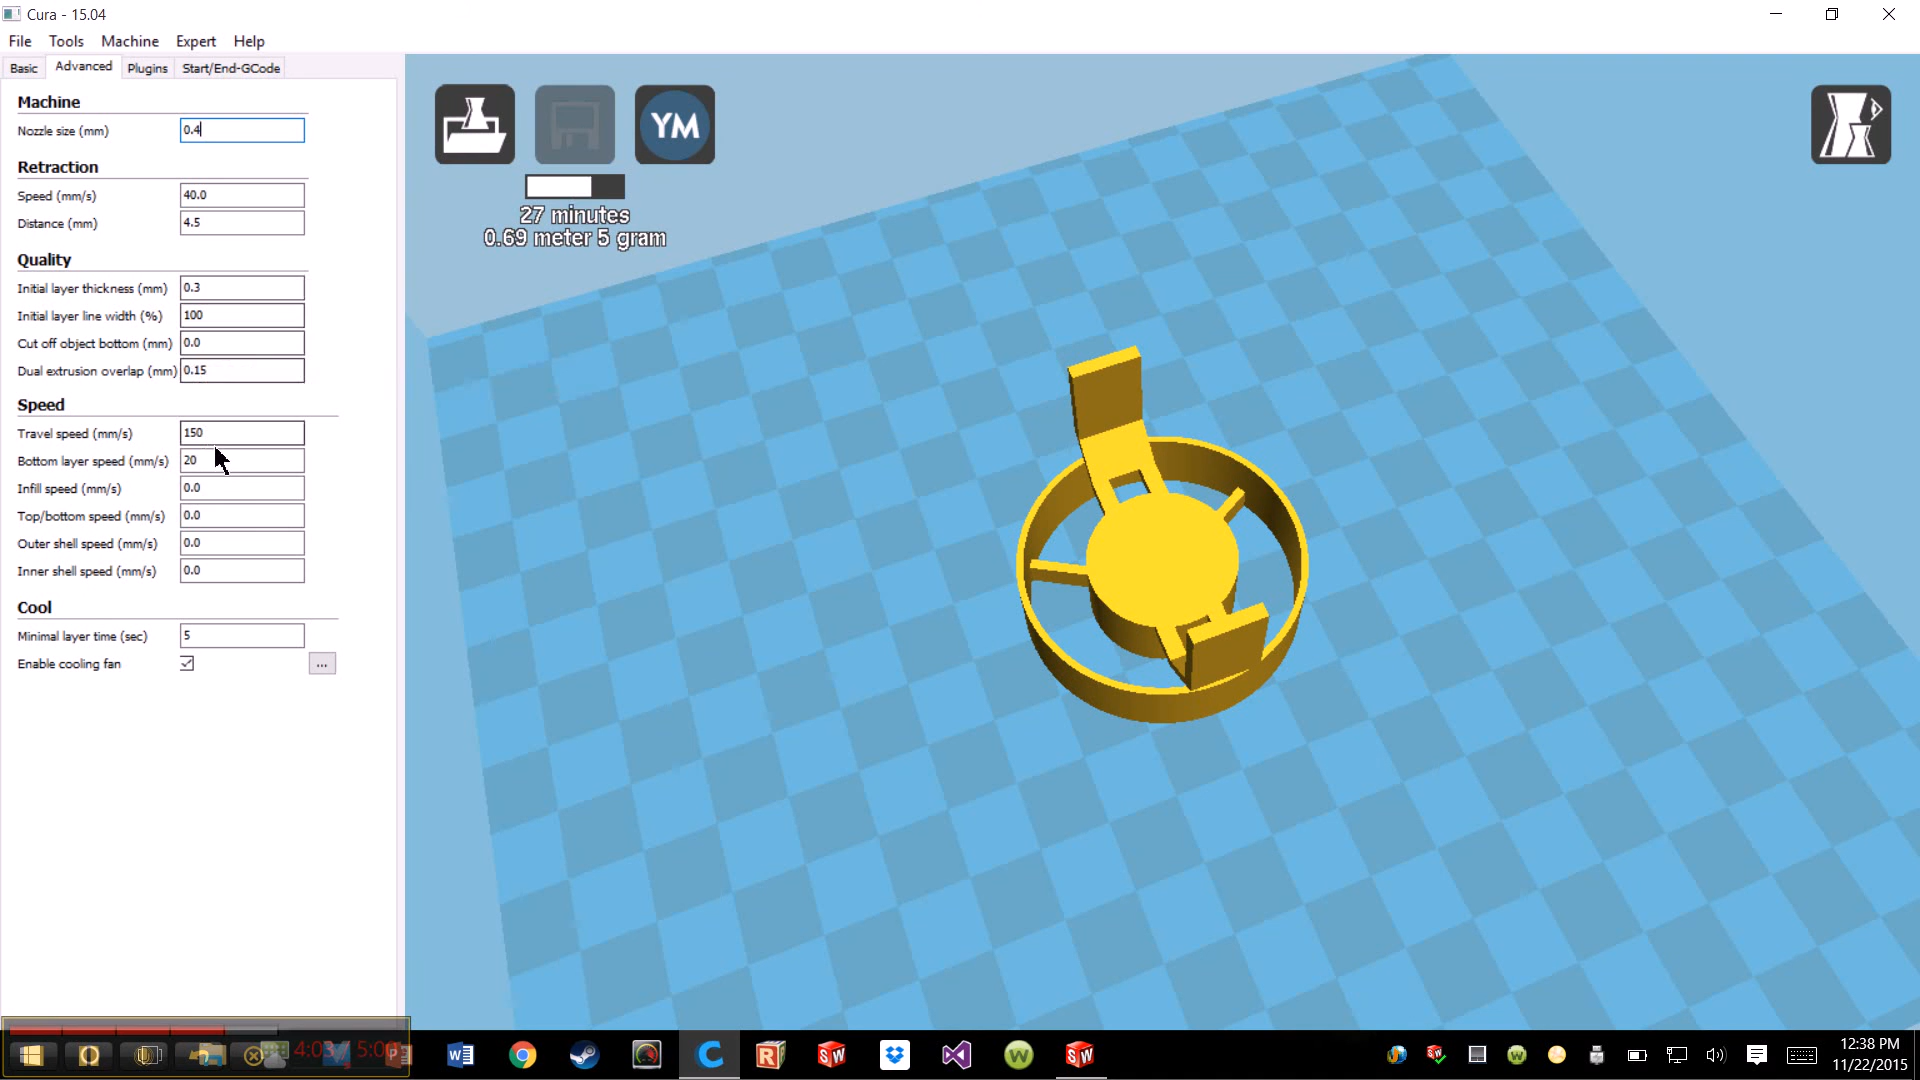 Cura - 15.04
File Tools Machine Expert Help
Basic Advanced Plugins Start/End-GCode
Machine
Nozzle size (mm) 0.4
Retraction
Speed (mm/s) 40.0
Distance (mm) 4.5
Quality
Initial layer thickness (mm) 0.3
Initial layer line width (%) 100
Cut off object bottom (mm) 0.0
Dual extrusion overlap (mm) 0.15
Speed
Travel speed (mm/s) 150
Bottom layer speed (mm/s) 20
Infill speed (mm/s) 0.0
Top/bottom speed (mm/s) 0.0
Outer shell speed (mm/s) 0.0
Inner shell speed (mm/s) 0.0
Cool
Minimal layer time (sec) 5
Enable cooling fan ...
YM
27 minutes
0.69 meter 5 gram
12:38 PM
11/22/2015